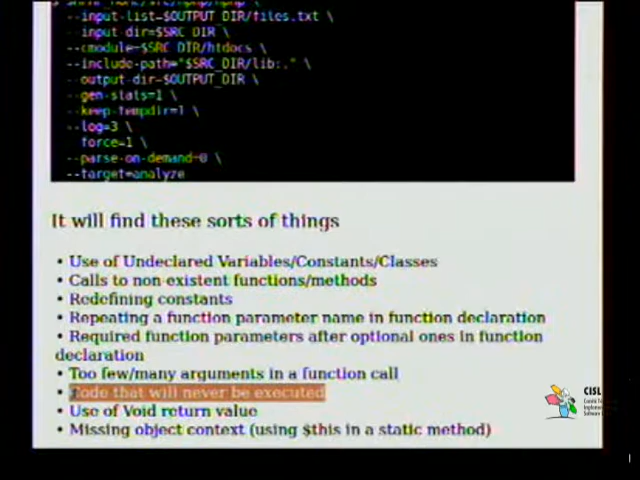 --input-list=$OUTPUT_DIR/files.txt \
--input-dir=$SRC_DIR \
--cmodule=$SRC_DIR/htdocs \
--include-path="$SRC_DIR/lib:." \
--output-dir=$OUTPUT_DIR \
--gen-stats=1 \
--keep-tempdir=1 \
--log=3 \
force=1 \
--parse-on-demand=0 \
--target=analyze
It will find these sorts of things
• Use of Undeclared Variables/Constants/Classes
• Calls to non-existent functions/methods
• Redefining constants
• Repeating a function parameter name in function declaration
• Required function parameters after optional ones in function
declaration
• Too few/many arguments in a function call
• Code that will never be executed
• Use of Void return value
• Missing object context (using $this in a static method)
CISL